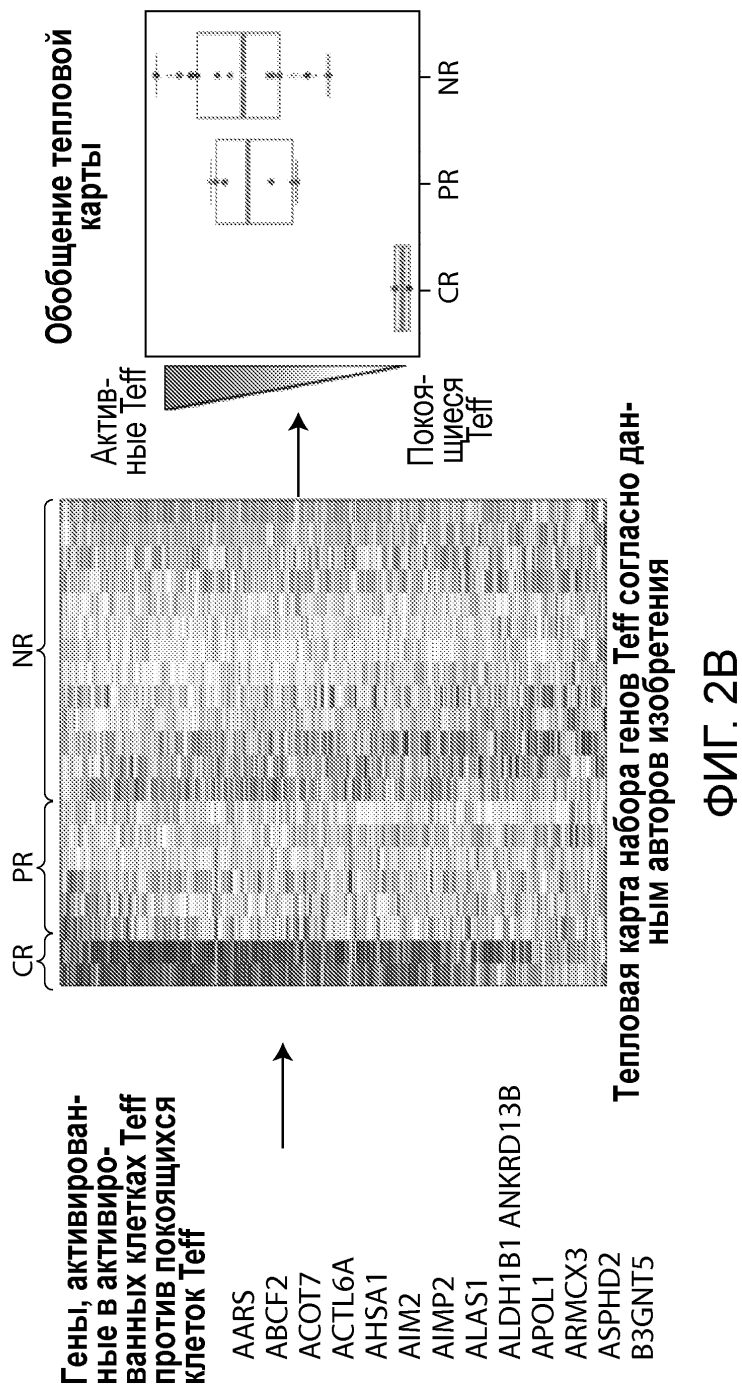 Гены, активирован-
ные в активиро-
ванных клетках Teff
против покоящихся
клеток Teff
AARS
ABCF2
ACOT7
ACTL6A
AHSA1
AIM2
AIMP2
ALAS1
ALDH1B1 ANKRD13B
APOL1
ARMCX3
ASPHD2
B3GNT5
CR
PR
NR
Тепловая карта набора генов Teff согласно дан-
ным авторов изобретения
Обобщение тепловой
карты
Актив-
ные Teff
Покоя-
щиеся
Teff
CR
PR
NR
ФИГ. 2B